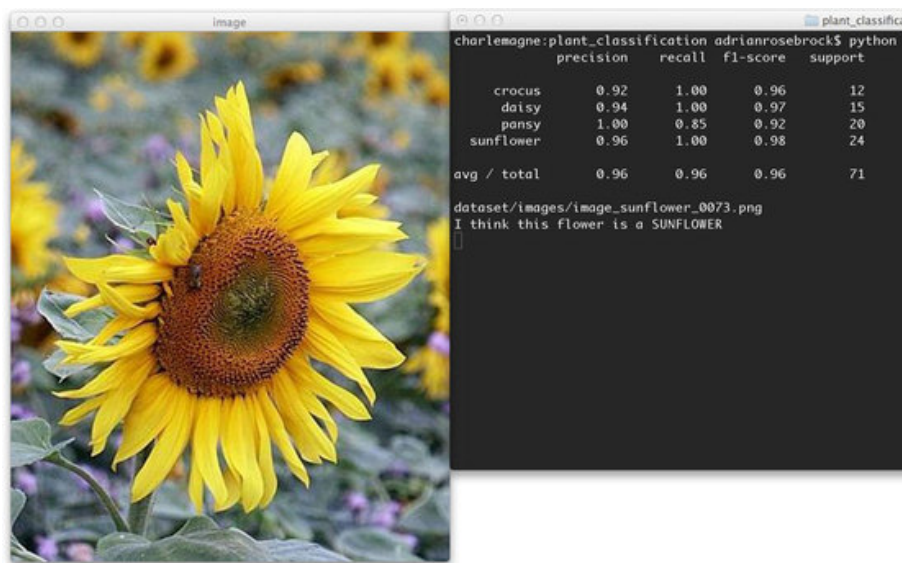 image
plant_classific
charlemagne:plant_classification adrianrosebrock$ python
precision recall f1-score support
crocus 0.92 1.00 0.96 12
daisy 0.94 1.00 0.97 15
pansy 1.00 0.85 0.92 20
sunflower 0.96 1.00 0.98 24
avg / total 0.96 0.96 0.96 71
dataset/images/image_sunflower_0073.png
I think this flower is a SUNFLOWER